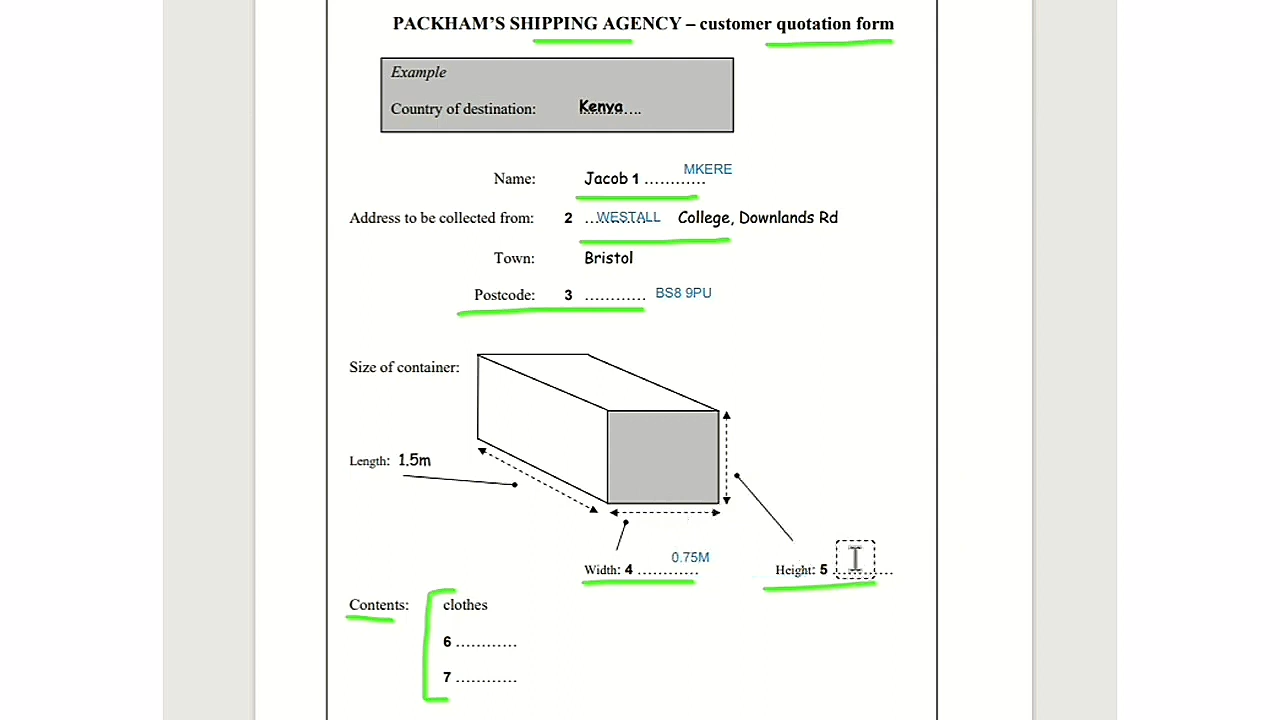 PACKHAM'S SHIPPING AGENCY – customer quotation form
Example
Country of destination: Kenya
Name: Jacob 1 ............ MKERE
Address to be collected from: 2 ... WESTALL College, Downlands Rd
Town: Bristol
Postcode: 3 ............ BS8 9PU
Size of container:
Length: 1.5m
0.75M
Width: 4 ............
Height: 5 ............
Contents: clothes
6 ............
7 ............